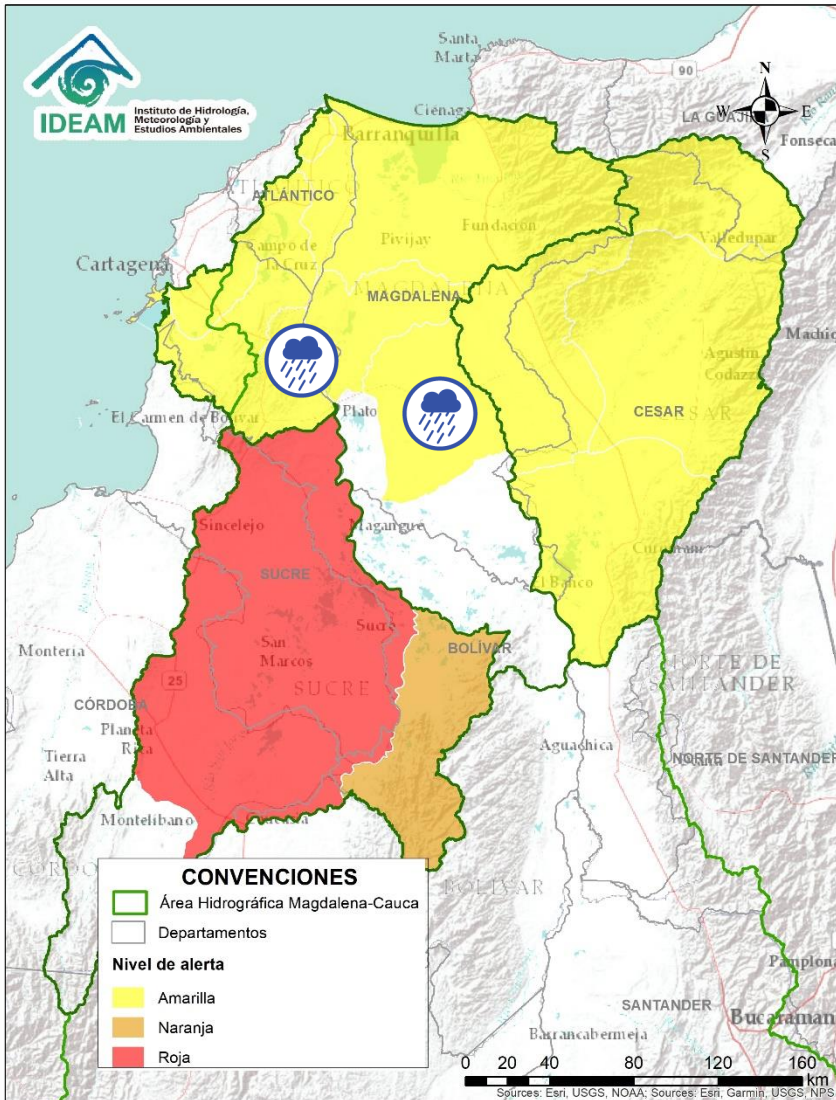 IDEAM
Instituto de Hidrología,
Meteorología y
Estudios Ambientales
Santa
Marta
90
N
W
E
S
Ciénaga
LA GUAJI
Barranquilla
Fonseca
ATLÁNTICO
Fundación
Campo de
la Cruz
Pivijay
Valledupar
Cartagena
MAGDALENA
Agustín
Codazzi
El Carmen de Bolívar
Plato
CESAR
Sincelejo
Magangué
SUCRE
El Banco
Sucre
Montería
San
Marcos
BOLÍVAR
25
SUCRE
NORTE DE
SANTANDER
CÓRDOBA
Planeta
Rica
Tierra
Alta
Aguachica
NORTE DE SANTANDER
Montelíbano
BOLÍVAR
CONVENCIONES
Área Hidrográfica Magdalena-Cauca
Departamentos
Nivel de alerta
Amarilla
Naranja
Roja
Pamplona
SANTANDER
Bucaraman
Barrancabermeja
0 20 40 80 120 160
km
Sources: Esri, USGS, NOAA; Sources: Esri, Garmin, USGS, NPS